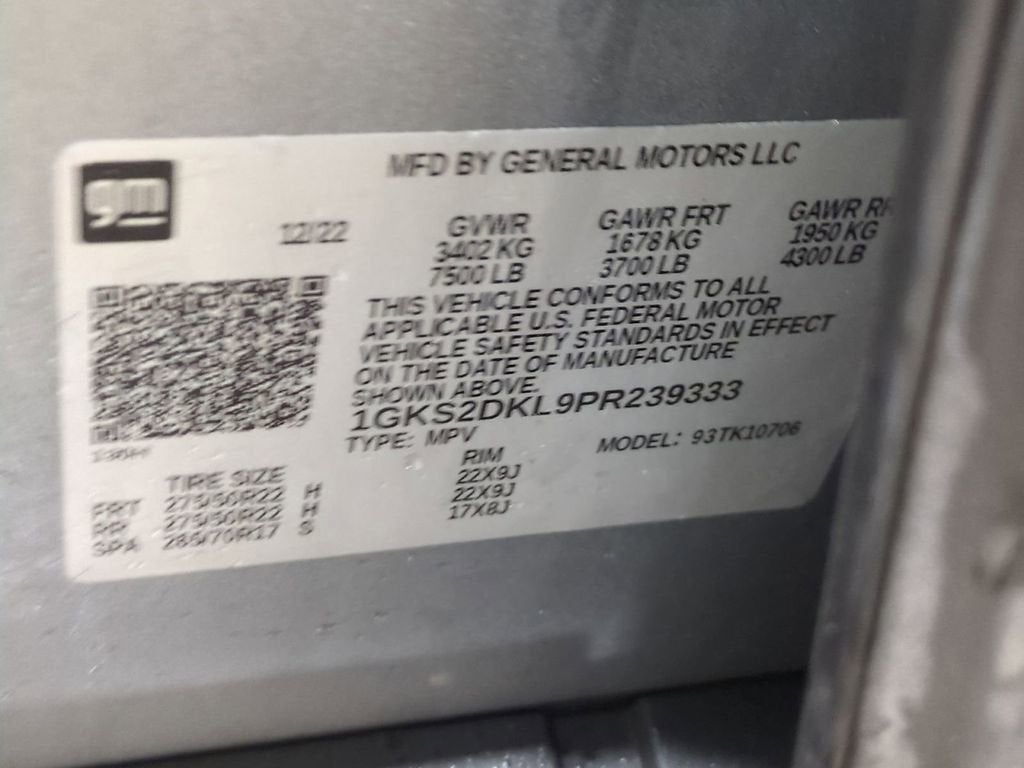 gm
MFD BY GENERAL MOTORS LLC
12/22 GVWR GAWR FRT GAWR RR
3402 KG 1678 KG 1950 KG
7500 LB 3700 LB 4300 LB
THIS VEHICLE CONFORMS TO ALL
APPLICABLE U.S. FEDERAL MOTOR
VEHICLE SAFETY STANDARDS IN EFFECT
ON THE DATE OF MANUFACTURE
SHOWN ABOVE.
1GKS2DKL9PR239333
TYPE: MPV MODEL: 93TK10706
TIRE SIZE RIM
FRT 275/50R22 H 22X9J
RR 275/50R22 H 22X9J
SPA 265/70R17 S 17X8J